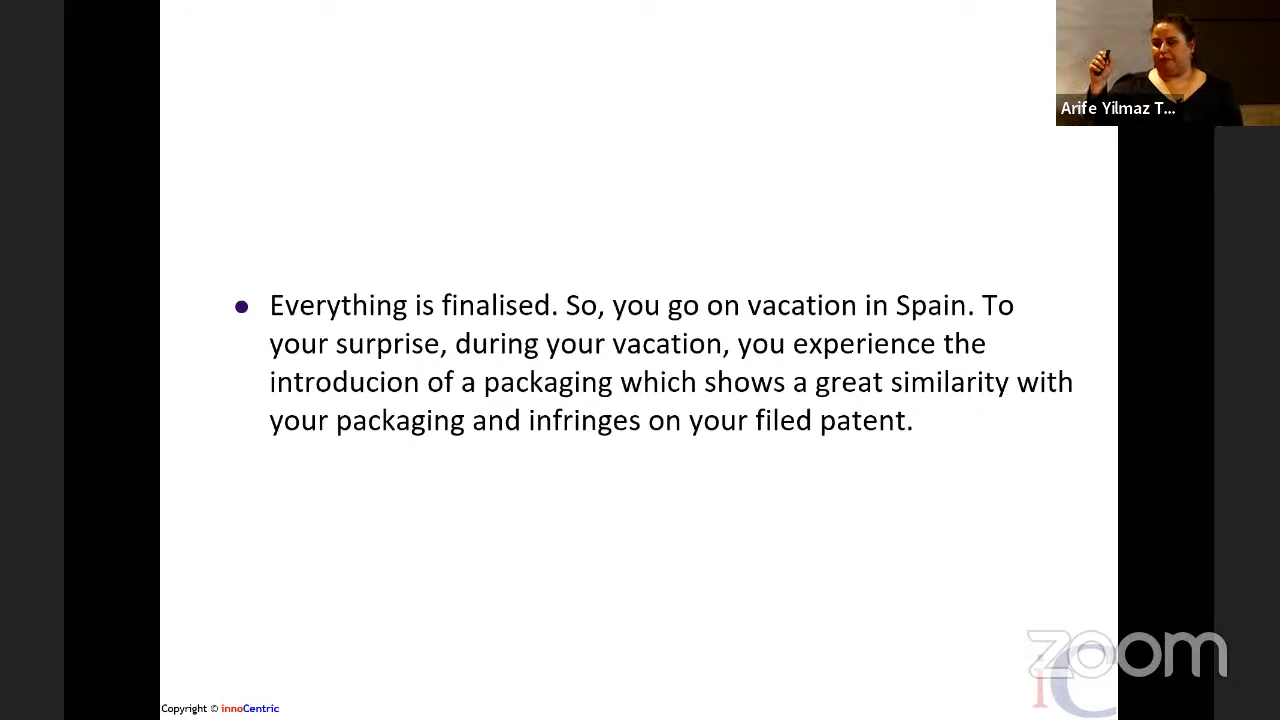 Arife Yilmaz T...
● Everything is finalised. So, you go on vacation in Spain. To
your surprise, during your vacation, you experience the
introducion of a packaging which shows a great similarity with
your packaging and infringes on your filed patent.
zoom
iC
Copyright © innoCentric